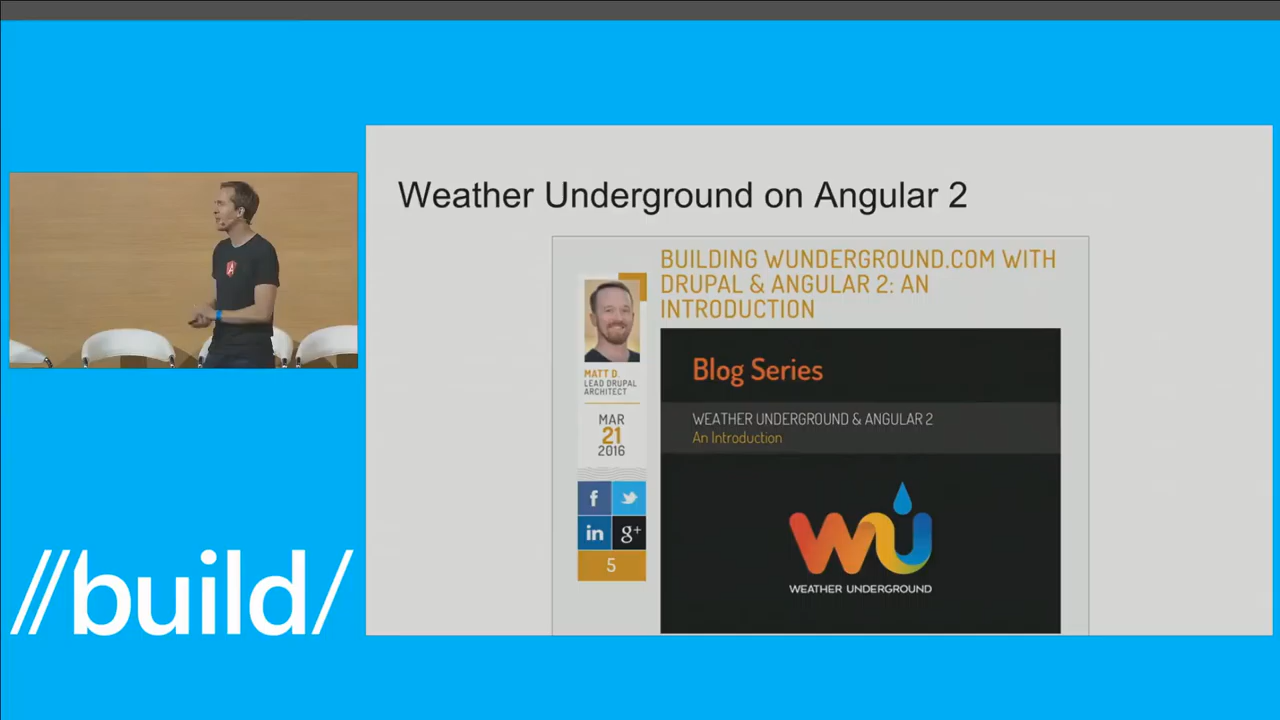 Weather Underground on Angular 2
BUILDING WUNDERGROUND.COM WITH
DRUPAL & ANGULAR 2: AN
INTRODUCTION
MATT D.
LEAD DRUPAL
ARCHITECT
MAR
21
2016
f
in
g+
5
Blog Series
WEATHER UNDERGROUND & ANGULAR 2
An Introduction
WU
WEATHER UNDERGROUND
//build/